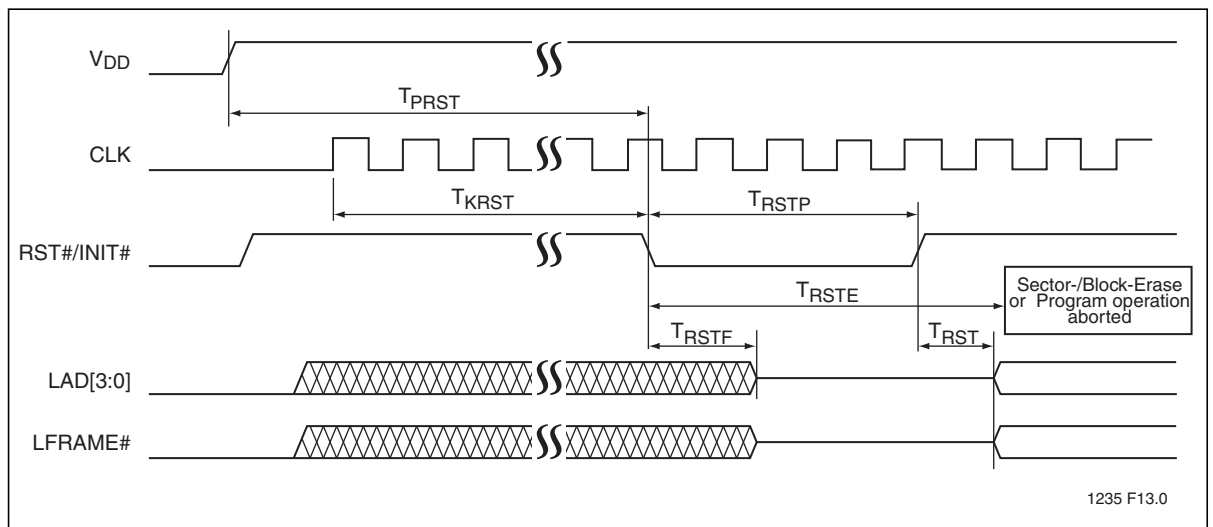 VDD
TPRST
CLK
TKRST
TRSTP
RST#/INIT#
TRSTE
Sector-/Block-Erase
or Program operation
aborted
TRSTF
TRST
LAD[3:0]
LFRAME#
1235 F13.0